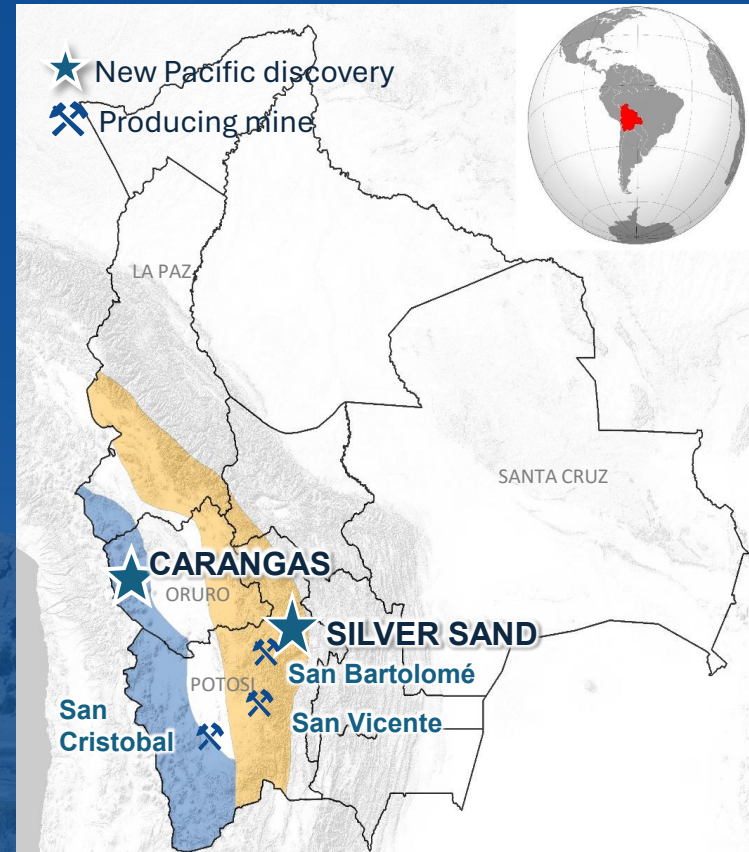 New Pacific discovery
Producing mine
LA PAZ
SANTA CRUZ
CARANGAS
ORURO
SILVER SAND
San Bartolomé
POTOSI
San Vicente
San
Cristobal